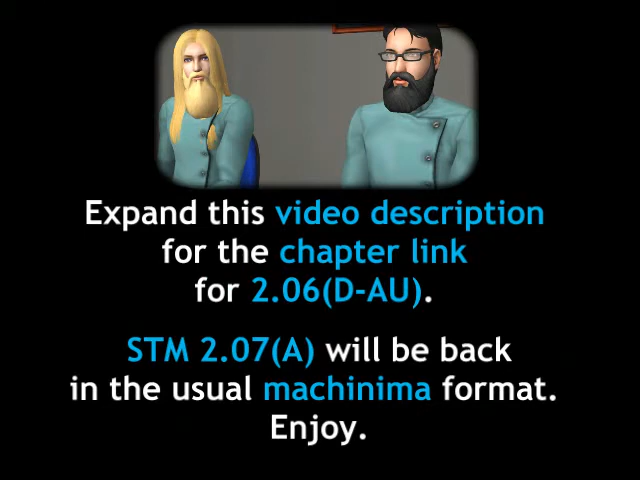 Expand this video description
for the chapter link
for 2.06(D-AU).
STM 2.07(A) will be back
in the usual machinima format.
Enjoy.